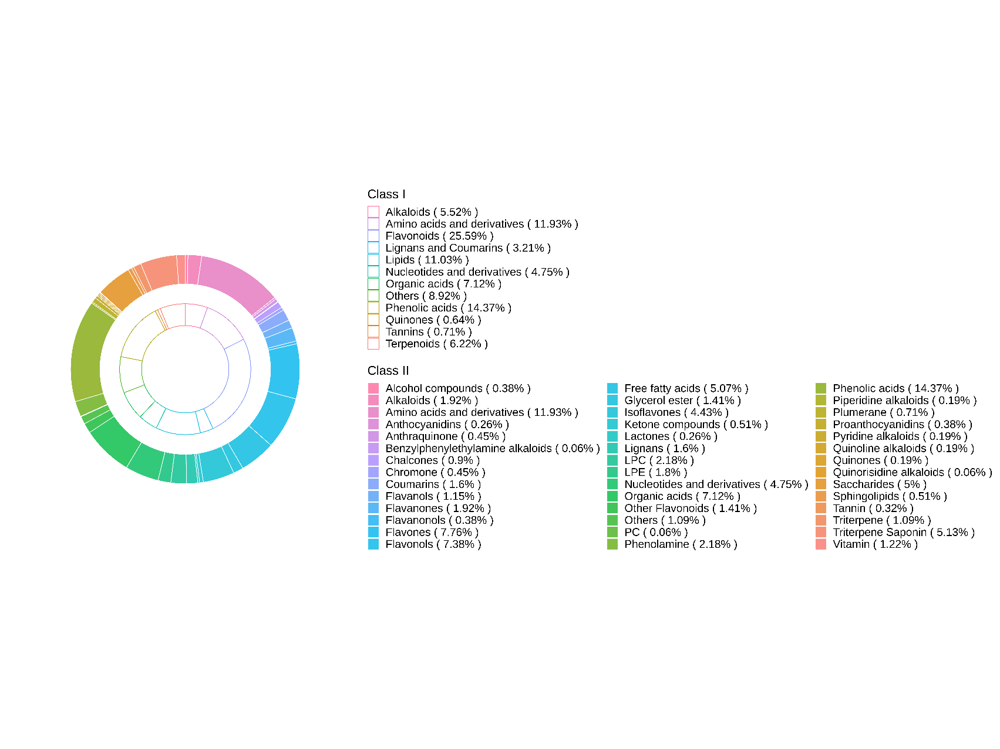 Class I
Alkaloids ( 5.52% )
Amino acids and derivatives ( 11.93% )
Flavonoids ( 25.59% )
Lignans and Coumarins ( 3.21% )
Lipids ( 11.03% )
Nucleotides and derivatives ( 4.75% )
Organic acids ( 7.12% )
Others ( 8.92% )
Phenolic acids ( 14.37% )
Quinones ( 0.64% )
Tannins ( 0.71% )
Terpenoids ( 6.22% )
Class II
Alcohol compounds ( 0.38% )
Alkaloids ( 1.92% )
Amino acids and derivatives ( 11.93% )
Anthocyanidins ( 0.26% )
Anthraquinone ( 0.45% )
Benzylphenylethylamine alkaloids ( 0.06% )
Chalcones ( 0.9% )
Chromone ( 0.45% )
Coumarins ( 1.6% )
Flavanols ( 1.15% )
Flavanones ( 1.92% )
Flavanonols ( 0.38% )
Flavones ( 7.76% )
Flavonols ( 7.38% )
Free fatty acids ( 5.07% )
Glycerol ester ( 1.41% )
Isoflavones ( 4.43% )
Ketone compounds ( 0.51% )
Lactones ( 0.26% )
Lignans ( 1.6% )
LPC ( 2.18% )
LPE ( 1.8% )
Nucleotides and derivatives ( 4.75% )
Organic acids ( 7.12% )
Other Flavonoids ( 1.41% )
Others ( 1.09% )
PC ( 0.06% )
Phenolamine ( 2.18% )
Phenolic acids ( 14.37% )
Piperidine alkaloids ( 0.19% )
Plumerane ( 0.71% )
Proanthocyanidins ( 0.38% )
Pyridine alkaloids ( 0.19% )
Quinoline alkaloids ( 0.19% )
Quinones ( 0.19% )
Quinorisidine alkaloids ( 0.06% )
Saccharides ( 5% )
Sphingolipids ( 0.51% )
Tannin ( 0.32% )
Triterpene ( 1.09% )
Triterpene Saponin ( 5.13% )
Vitamin ( 1.22% )